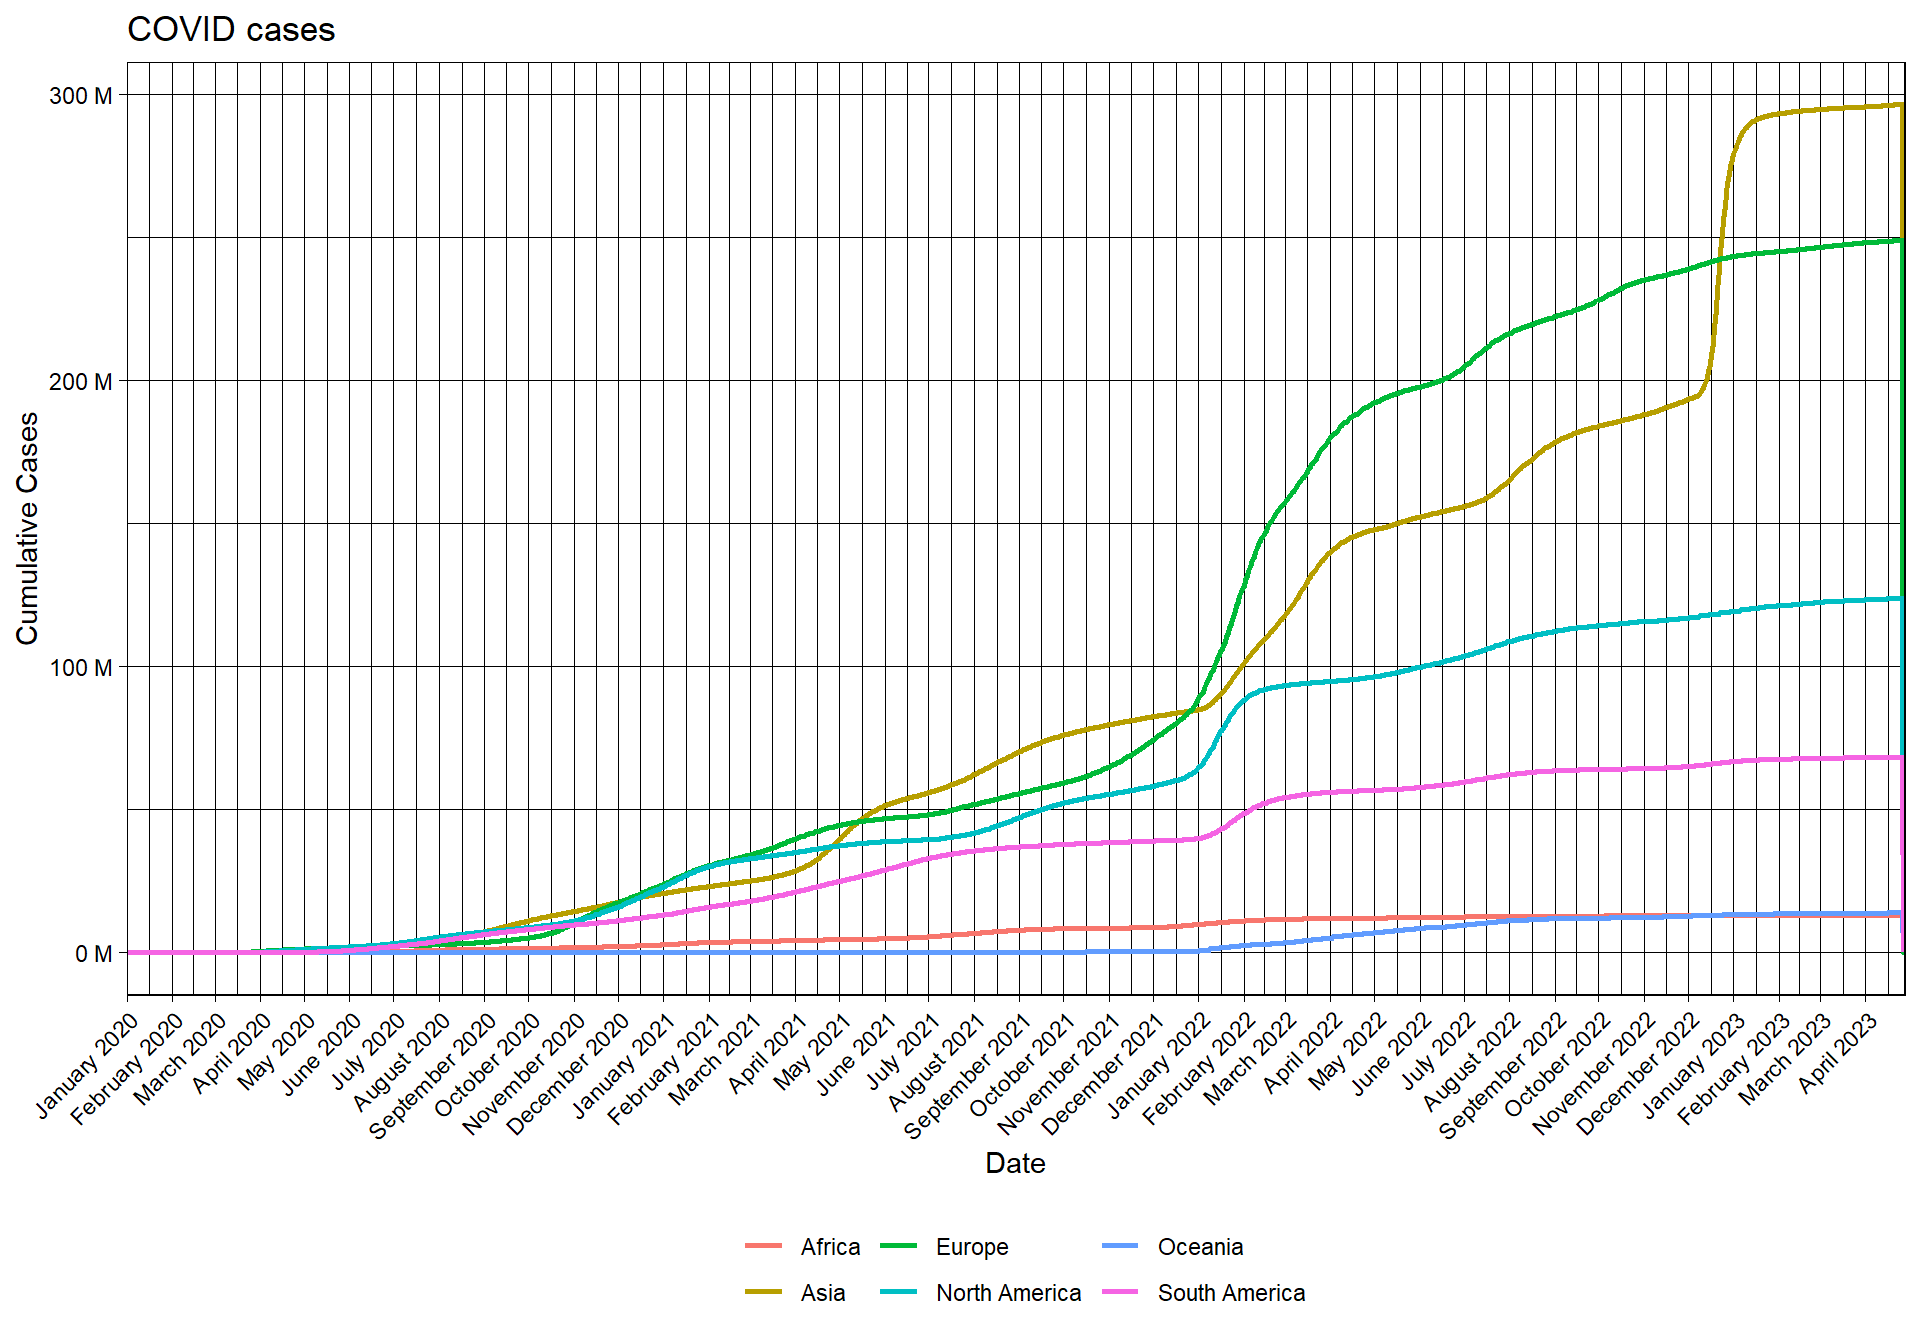 COVID cases
300 M
200 M
100 M
0 M
Cumulative Cases
January 2020
February 2020
March 2020
April 2020
May 2020
June 2020
July 2020
August 2020
September 2020
October 2020
November 2020
December 2020
January 2021
February 2021
March 2021
April 2021
May 2021
June 2021
July 2021
August 2021
September 2021
October 2021
November 2021
December 2021
January 2022
February 2022
March 2022
April 2022
May 2022
June 2022
July 2022
August 2022
September 2022
October 2022
November 2022
December 2022
January 2023
February 2023
March 2023
April 2023
Date
Africa
Europe
Oceania
Asia
North America
South America